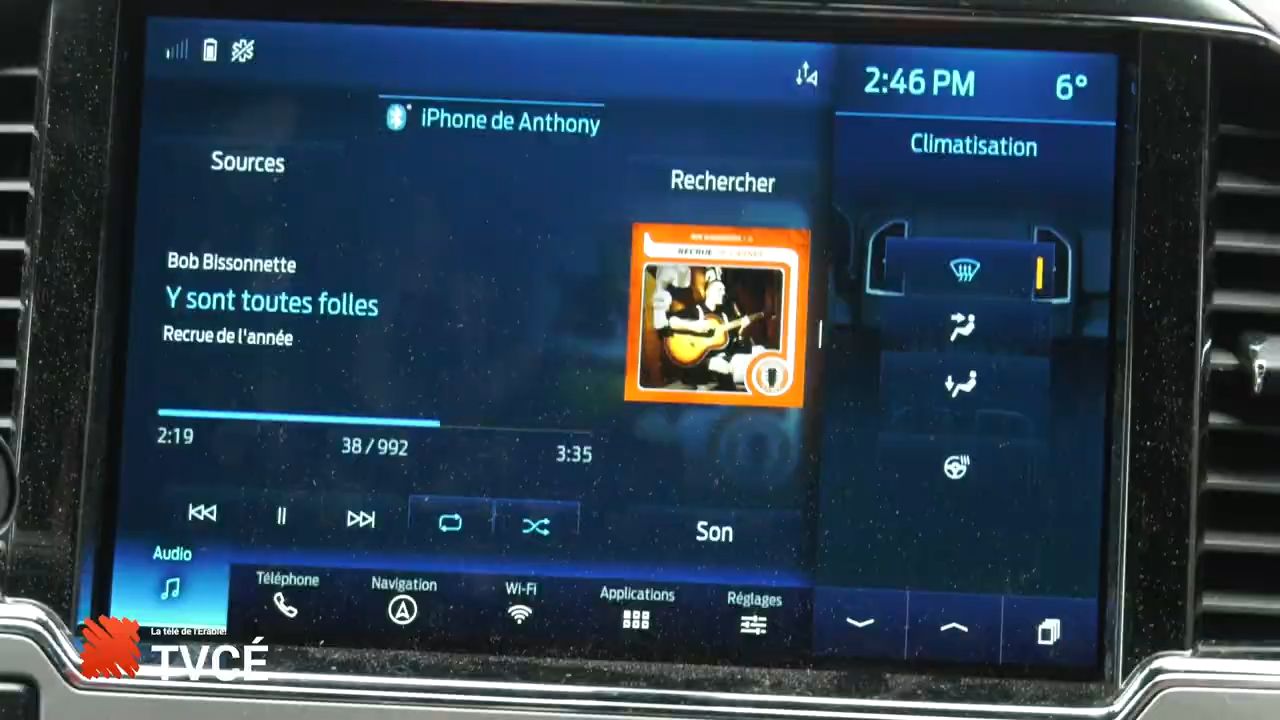 2:46 PM 6°
iPhone de Anthony
Climatisation
Sources
Rechercher
Bob Bissonnette
Y sont toutes folles
Recrue de l'année
RECRUE
2:19
38 / 992
3:35
Son
Audio
Téléphone
Navigation
Wi-Fi
Applications
Réglages
La télé de l'Érable!
TVCÉ